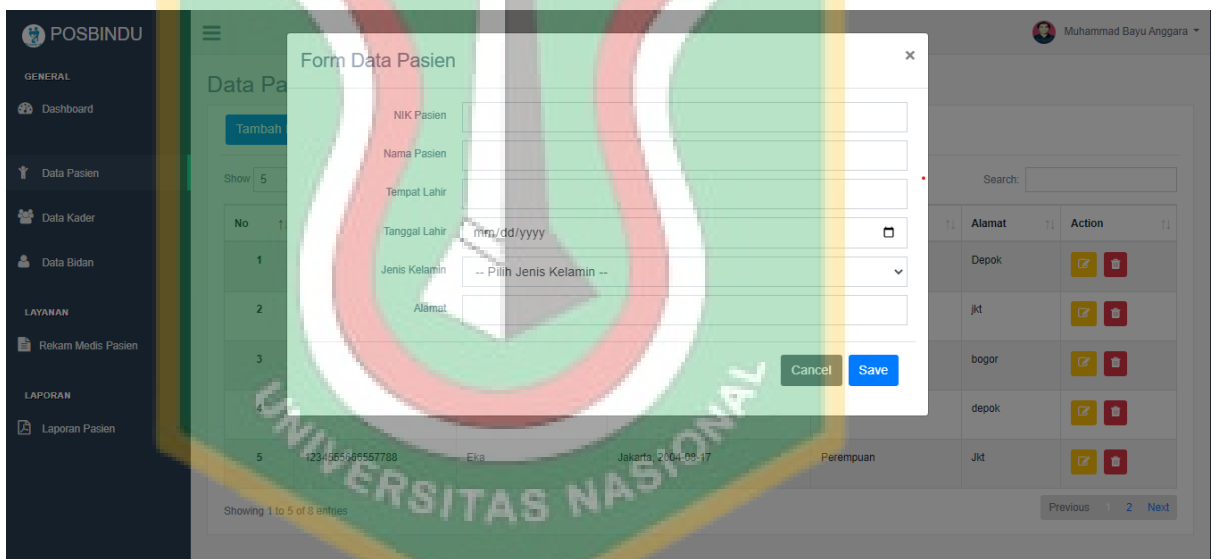 POSBINDU
Muhammad Bayu Anggara
GENERAL
Dashboard
Data Pasien
Data Kader
Data Bidan
LAYANAN
Rekam Medis Pasien
LAPORAN
Laporan Pasien
Data Pa
Tambah
Show 5
Search:
Form Data Pasien
×
NIK Pasien
Nama Pasien
Tempat Lahir
*
Tanggal Lahir mm/dd/yyyy
Jenis Kelamin -- Pilih Jenis Kelamin --
Alamat
Cancel Save
No Alamat Action
1 Depok
2 jkt
3 bogor
4 depok
5 Eka Jakarta, 2004-08-17 Perempuan Jkt
Showing 1 to 5 of 8 entries
Previous 1 2 Next
UNIVERSITAS NASIONAL